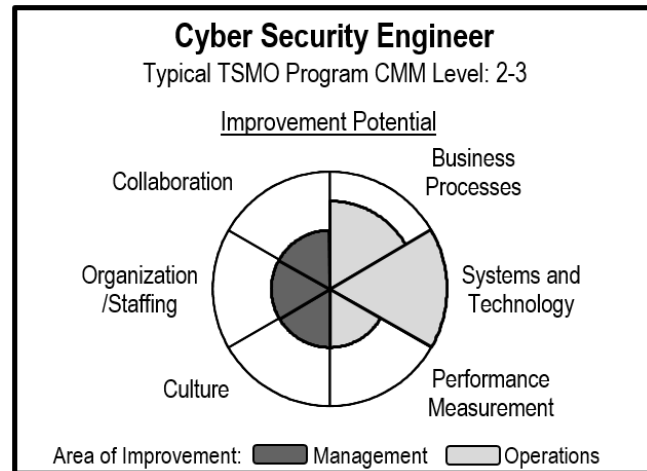 Cyber Security Engineer
Typical TSMO Program CMM Level: 2-3
Improvement Potential
Collaboration
Business
Processes
Organization
/Staffing
Systems and
Technology
Culture
Performance
Measurement
Area of Improvement: Management Operations